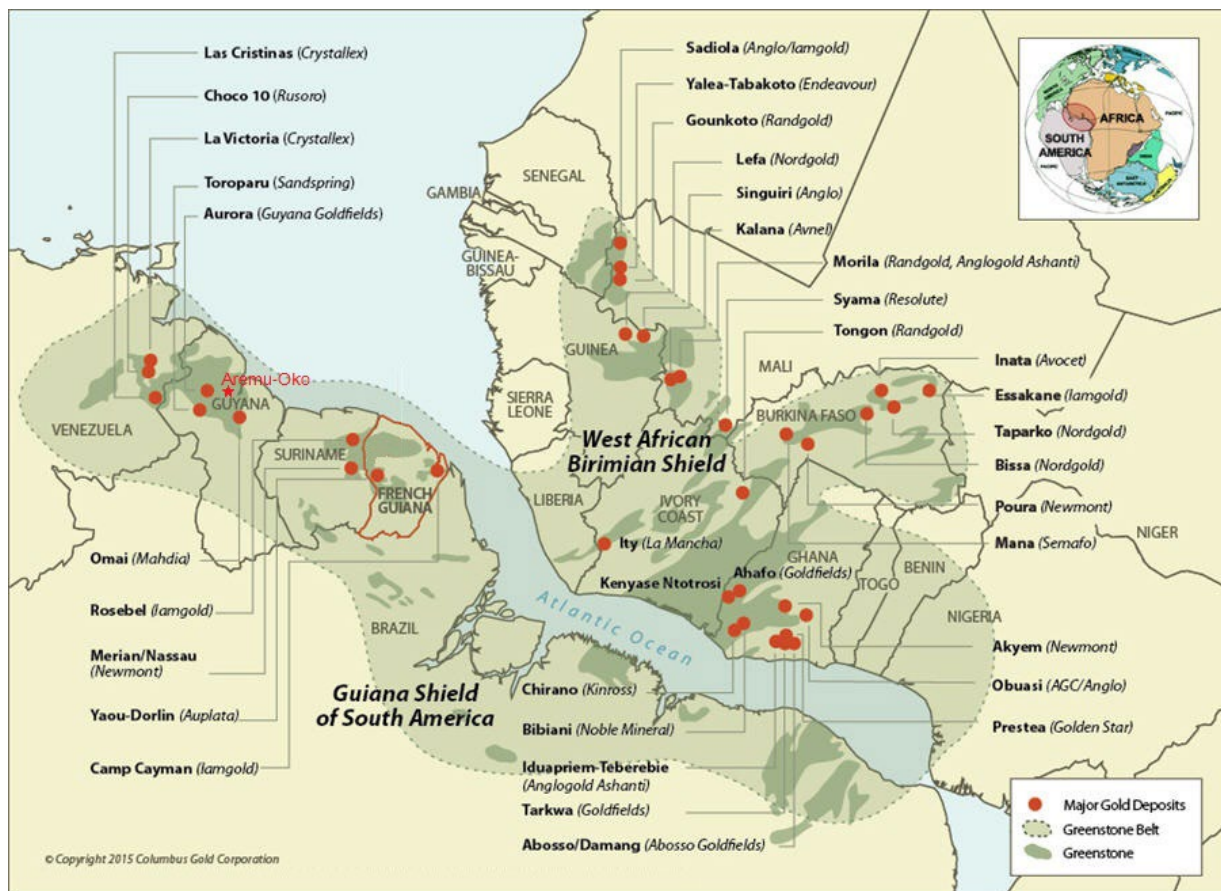 Las Cristinas (Crystallex)
Choco 10 (Rusoro)
La Victoria (Crystallex)
Toroparu (Sandspring)
Aurora (Guyana Goldfields)
Sadiola (Anglo/Iamgold)
Yalea-Tabakoto (Endeavour)
Gounkoto (Randgold)
Lefa (Nordgold)
Singuiri (Anglo)
Kalana (Avnel)
Morila (Randgold, Anglogold Ashanti)
Syama (Resolute)
Tongon (Randgold)
Inata (Avocet)
Essakane (Iamgold)
Taparko (Nordgold)
Bissa (Nordgold)
Poura (Newmont)
Mana (Semafo)
AFRICA
SOUTH
AMERICA
PACIFIC
PACIFIC
INDIA
EAST
ANTARCTICA
SENEGAL
GAMBIA
GUINEA-
BISSAU
GUINEA
SIERRA
LEONE
MALI
BURKINA FASO
West African
Birimian Shield
LIBERIA
IVORY
COAST
GHANA
TOGO
BENIN
NIGER
NIGERIA
Aremu-Oko
GUYANA
VENEZUELA
SURINAME
FRENCH
GUIANA
BRAZIL
Guiana Shield
of South America
Atlantic Ocean
Ity (La Mancha)
Kenyase Ntotrosi
Ahafo (Goldfields)
Omai (Mahdia)
Rosebel (Iamgold)
Merian/Nassau
(Newmont)
Yaou-Dorlin (Auplata)
Camp Cayman (Iamgold)
Chirano (Kinross)
Bibiani (Noble Mineral)
Iduapriem-Teberebie
(Anglogold Ashanti)
Tarkwa (Goldfields)
Abosso/Damang (Abosso Goldfields)
Akyem (Newmont)
Obuasi (AGC/Anglo)
Prestea (Golden Star)
Major Gold Deposits
Greenstone Belt
Greenstone
© Copyright 2015 Columbus Gold Corporation